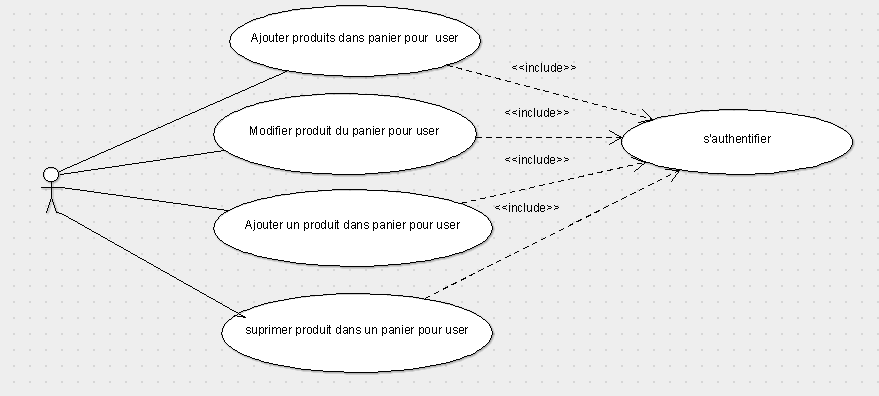 Ajouter produits dans panier pour user
<<include>>
Modifier produit du panier pour user
<<include>>
s'authentifier
<<include>>
Ajouter un produit dans panier pour user
<<include>>
suprimer produit dans un panier pour user